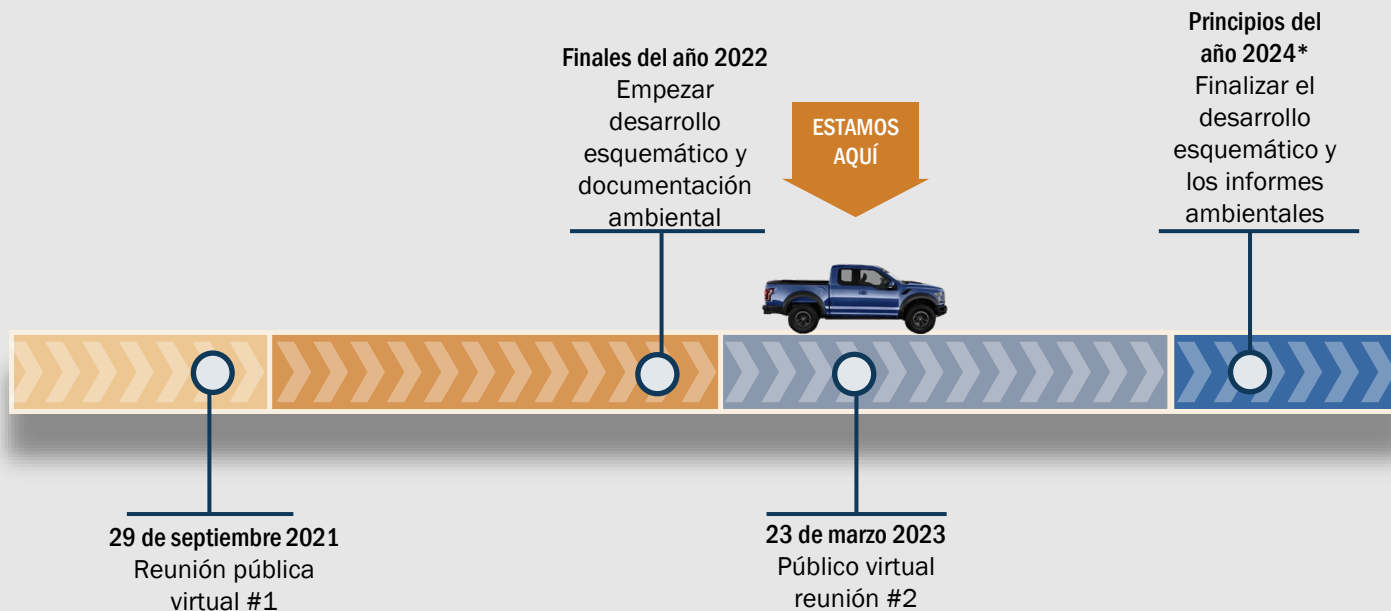 Finales del año 2022
Empezar
desarrollo
esquemático y
documentación
ambiental
ESTAMOS
AQUÍ
Principios del
año 2024*
Finalizar el
desarrollo
esquemático y
los informes
ambientales
29 de septiembre 2021
Reunión pública
virtual #1
23 de marzo 2023
Público virtual
reunión #2